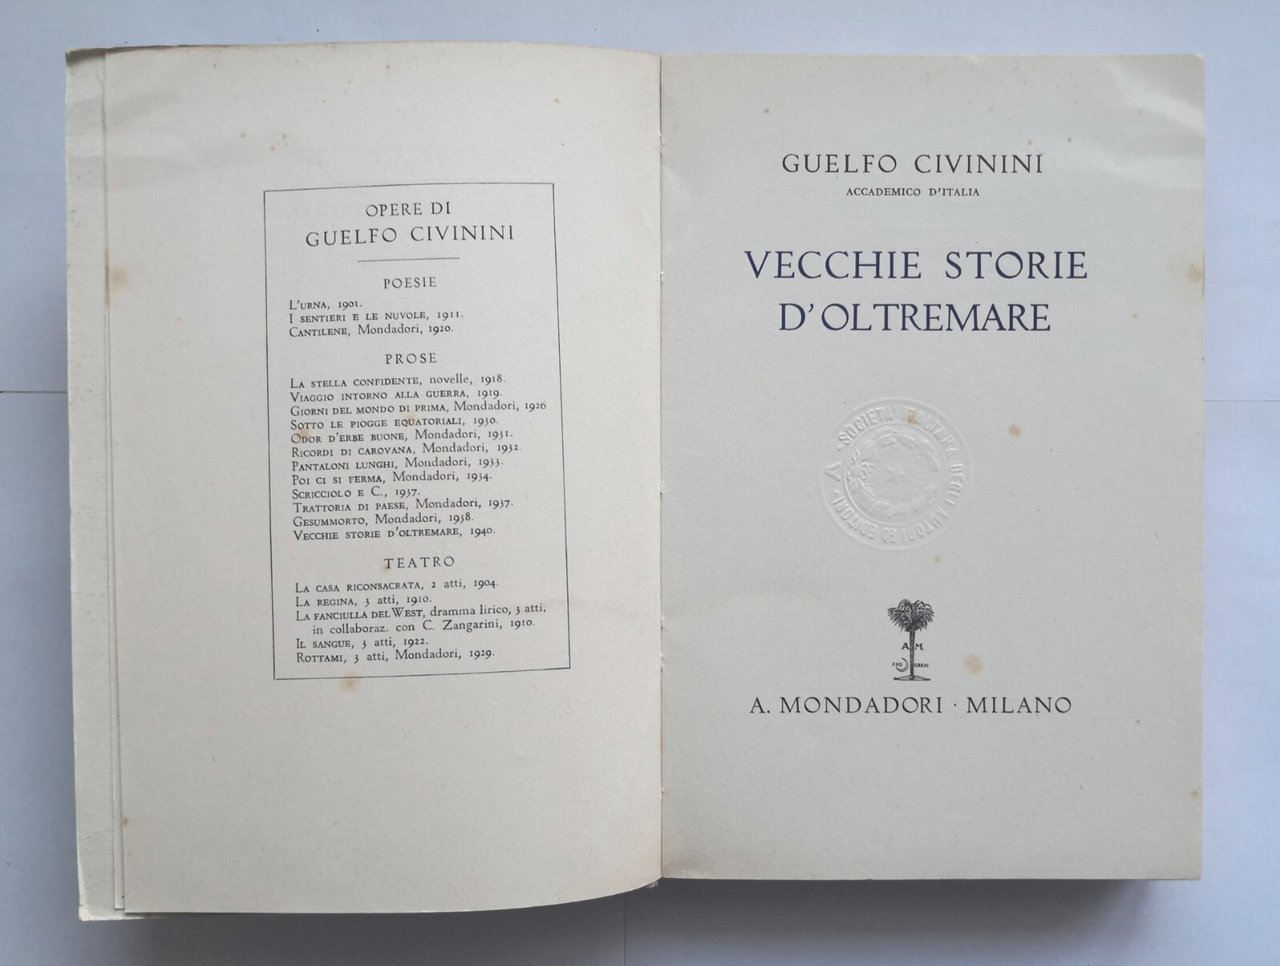 OPERE DI
GUELFO CIVININI
POESIE
L'URNA, 1901.
I SENTIERI E LE NUVOLE, 1911.
CANTILENE, Mondadori, 1920.
PROSE
LA STELLA CONFIDENTE, novelle, 1918.
VIAGGIO INTORNO ALLA GUERRA, 1919.
GIORNI DEL MONDO DI PRIMA, Mondadori, 1926
SOTTO LE PIOGGE EQUATORIALI, 1930.
ODOR D'ERBE BUONE, Mondadori, 1931.
RICORDI DI CAROVANA, Mondadori, 1932.
PANTALONI LUNGHI, Mondadori, 1933.
POI CI SI FERMA, Mondadori, 1934.
SCRICCIOLO E C., 1937.
TRATTORIA DI PAESE, Mondadori, 1937.
GESUMMORTO, Mondadori, 1938.
VECCHIE STORIE D'OLTREMARE, 1940.
TEATRO
LA CASA RICONSACRATA, 2 atti, 1904.
LA REGINA, 3 atti, 1910.
LA FANCIULLA DEL WEST, dramma lirico, 3 atti,
in collaboraz. con C. Zangarini, 1910.
IL SANGUE, 3 atti, 1922.
ROTTAMI, 3 atti, Mondadori, 1929.
GUELFO CIVININI
ACCADEMICO D'ITALIA
VECCHIE STORIE
D'OLTREMARE
SOCIETA' ITALIANA DEGLI AUTORI ED EDITORI
A M
A. MONDADORI · MILANO